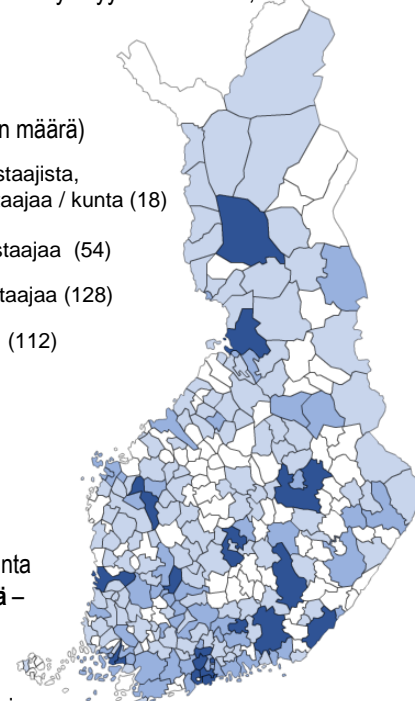 n määrä)
staajista,
aajaa / kunta (18)
staajaa (54)
taajaa (128)
(112)
nta
ä –